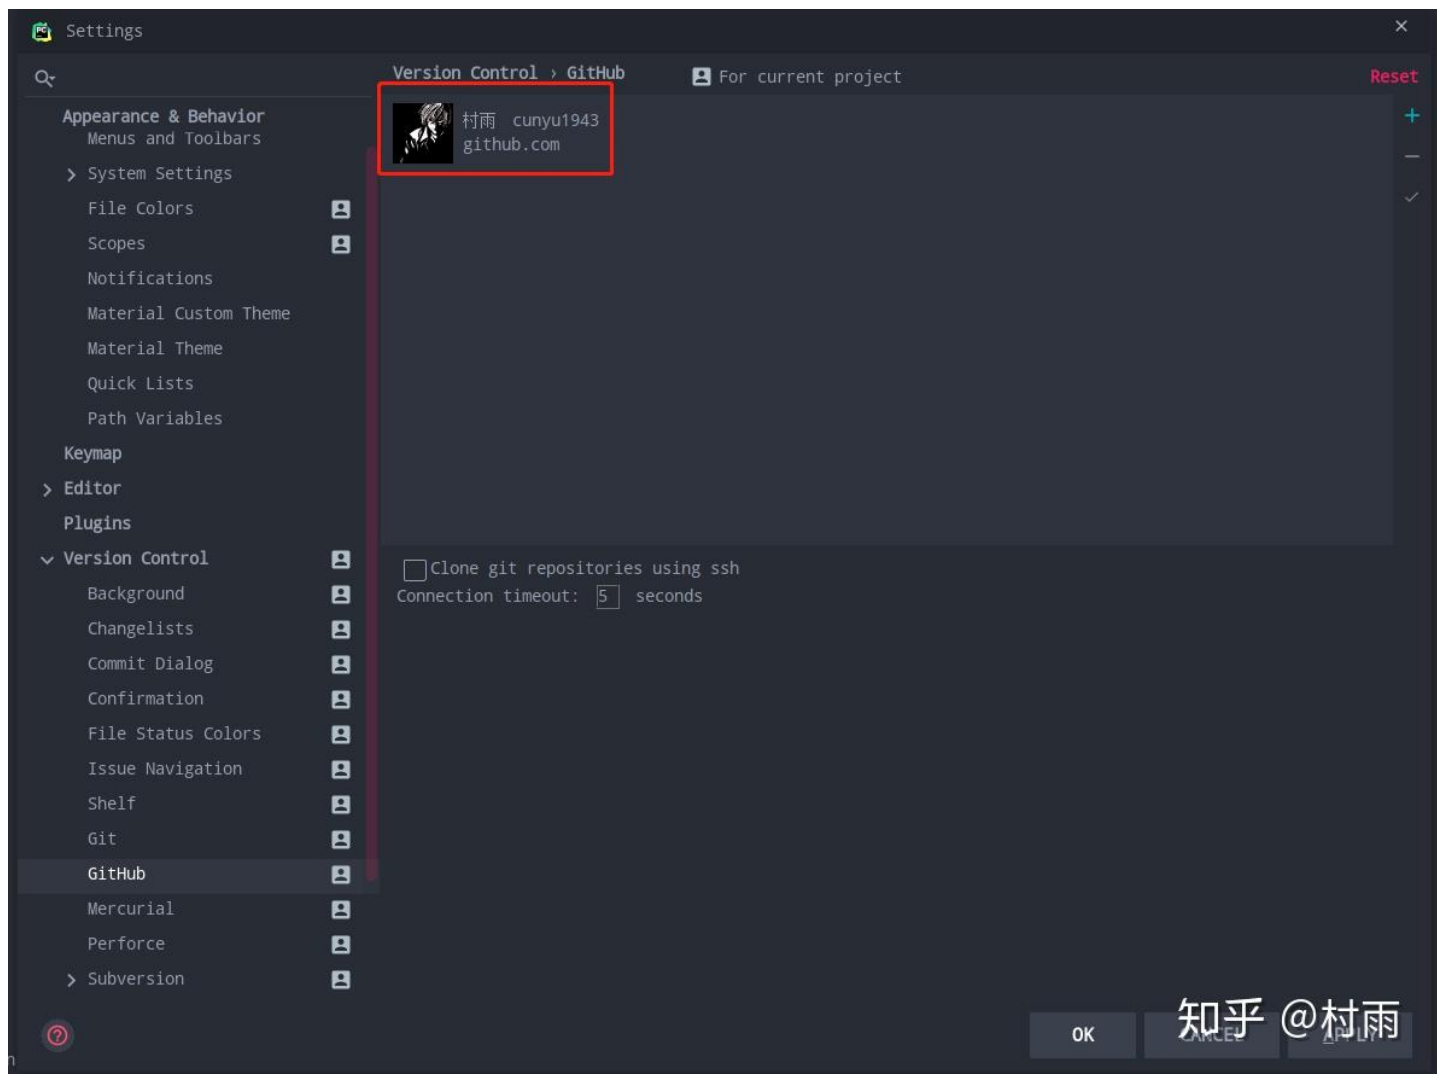 Settings
Version Control › GitHub
For current project
Reset
村雨 cunyu1943
github.com
Appearance & Behavior
Menus and Toolbars
System Settings
File Colors
Scopes
Notifications
Material Custom Theme
Material Theme
Quick Lists
Path Variables
Keymap
Editor
Plugins
Version Control
Background
Changelists
Commit Dialog
Confirmation
File Status Colors
Issue Navigation
Shelf
Git
GitHub
Mercurial
Perforce
Subversion
Clone git repositories using ssh
Connection timeout: 5 seconds
OK
CANCEL
APPLY
知乎 @村雨